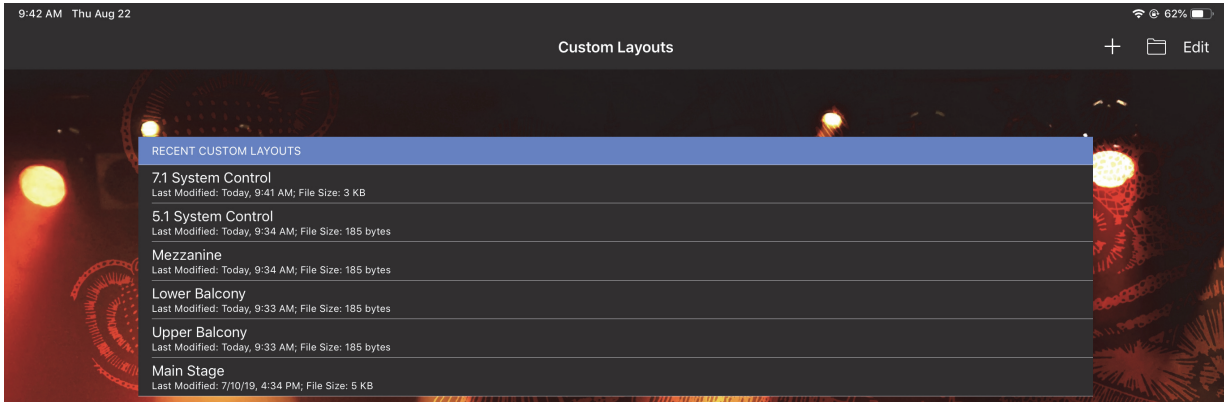 9:42 AM Thu Aug 22
62%
Custom Layouts
Edit
RECENT CUSTOM LAYOUTS
7.1 System Control
Last Modified: Today, 9:41 AM; File Size: 3 KB
5.1 System Control
Last Modified: Today, 9:34 AM; File Size: 185 bytes
Mezzanine
Last Modified: Today, 9:34 AM; File Size: 185 bytes
Lower Balcony
Last Modified: Today, 9:33 AM; File Size: 185 bytes
Upper Balcony
Last Modified: Today, 9:33 AM; File Size: 185 bytes
Main Stage
Last Modified: 7/10/19, 4:34 PM; File Size: 5 KB